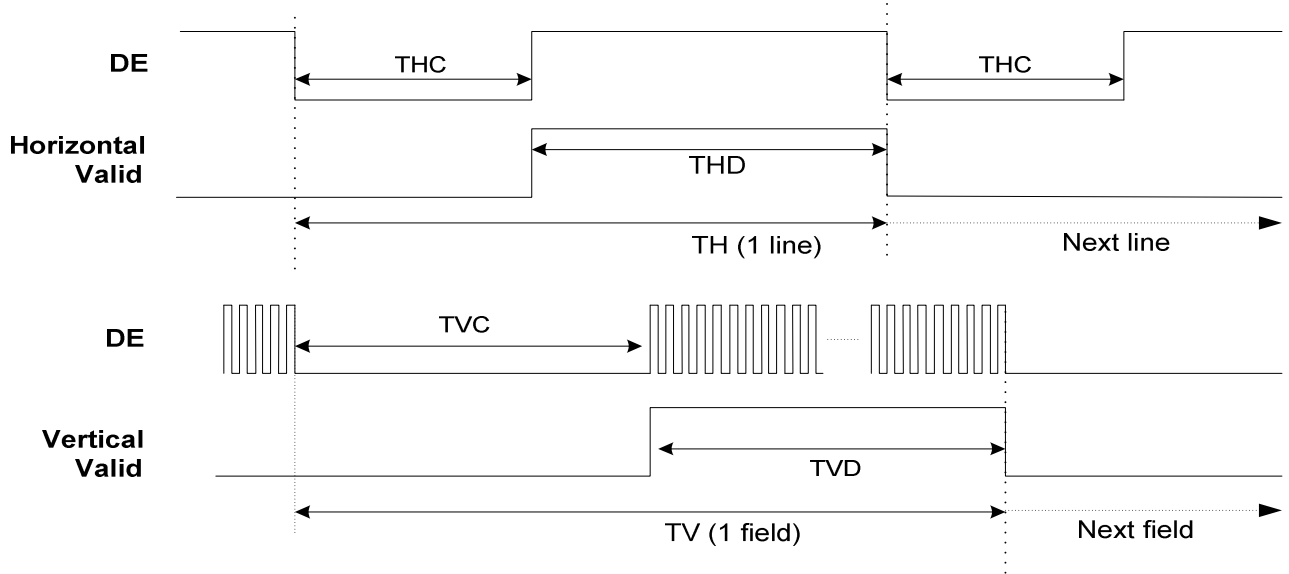 DE
THC
THC
Horizontal
Valid
THD
TH (1 line)
Next line
DE
TVC
Vertical
Valid
TVD
TV (1 field)
Next field